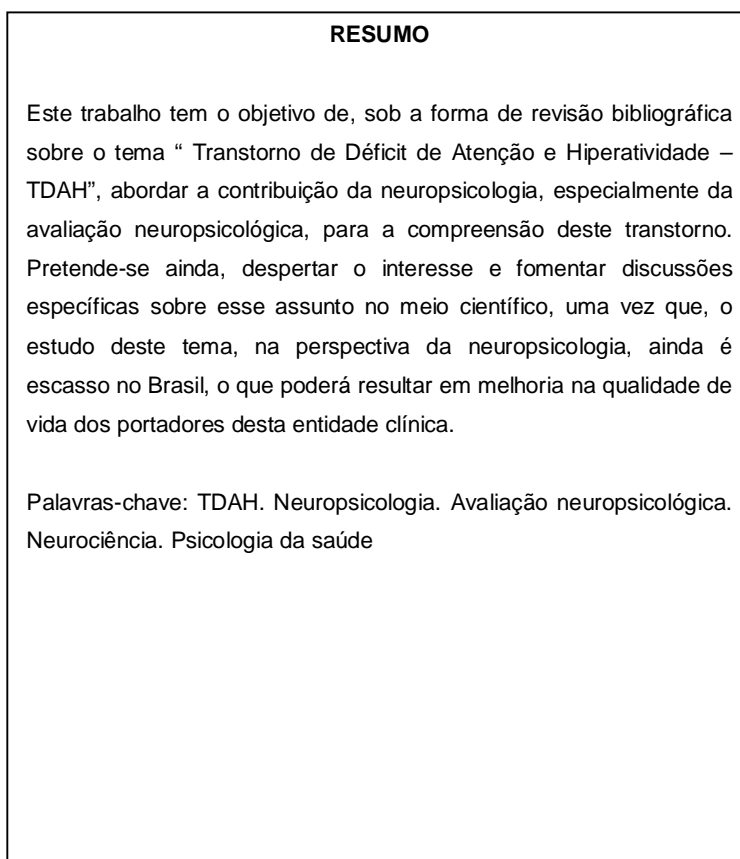 RESUMO
Este trabalho tem o objetivo de, sob a forma de revisão bibliográfica
sobre o tema “ Transtorno de Déficit de Atenção e Hiperatividade –
TDAH”, abordar a contribuição da neuropsicologia, especialmente da
avaliação neuropsicológica, para a compreensão deste transtorno.
Pretende-se ainda, despertar o interesse e fomentar discussões
específicas sobre esse assunto no meio científico, uma vez que, o
estudo deste tema, na perspectiva da neuropsicologia, ainda é
escasso no Brasil, o que poderá resultar em melhoria na qualidade de
vida dos portadores desta entidade clínica.
Palavras-chave: TDAH. Neuropsicologia. Avaliação neuropsicológica.
Neurociência. Psicologia da saúde